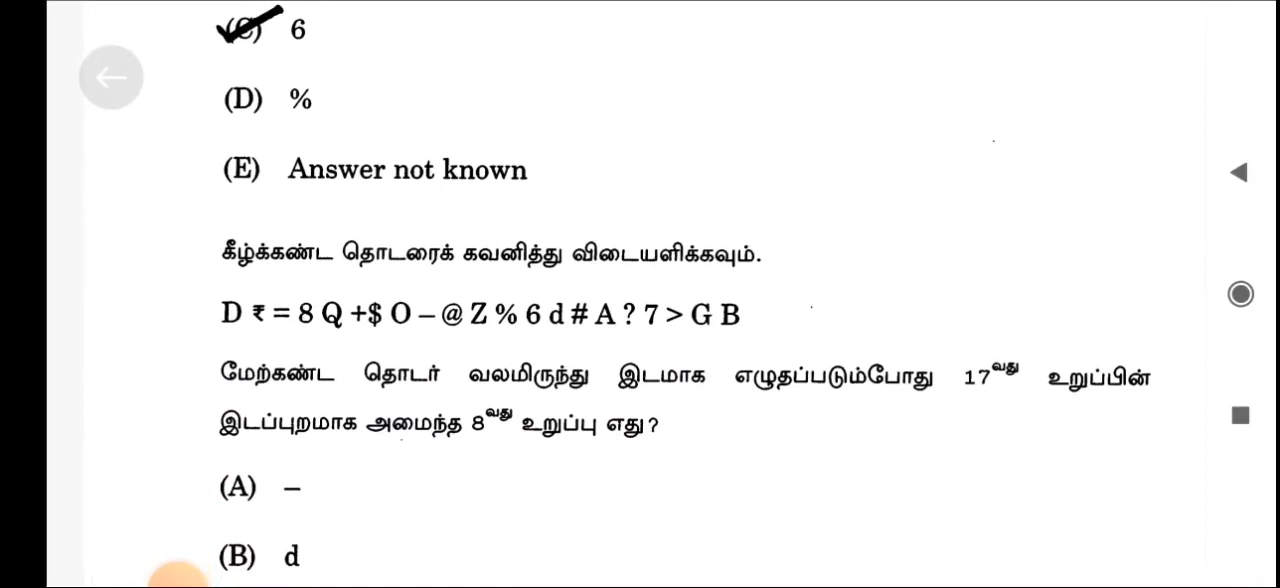 (C) 6
(D) %
(E) Answer not known
கீழ்க்கண்ட தொடரைக் கவனித்து விடையளிக்கவும்.
D ₹ = 8 Q +$ O – @ Z % 6 d # A ? 7 > G B
மேற்கண்ட தொடர் வலமிருந்து இடமாக எழுதப்படும்போது 17வது உறுப்பின்
இடப்புறமாக அமைந்த 8வது உறுப்பு எது?
(A) –
(B) d